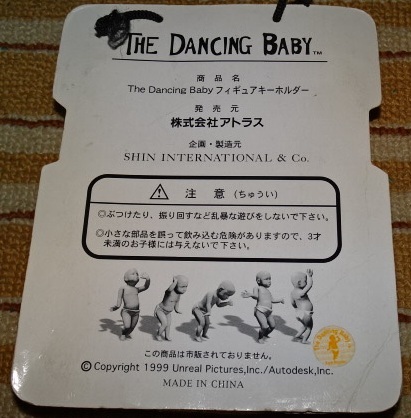 THE DANCING BABY™
商品名
The Dancing Baby フィギュアキーホルダー
発売元
株式会社アトラス
企画・製造元
SHIN INTERNATIONAL & Co.
注 意 (ちゅうい)
◎ぶつけたり、振り回すなど乱暴な遊びをしないで下さい。
◎小さな部品を誤って飲み込む危険がありますので、3才
未満のお子様には与えないで下さい。
この商品は市販されておりません。
© Copyright 1999 Unreal Pictures,Inc./Autodesk,Inc.
MADE IN CHINA